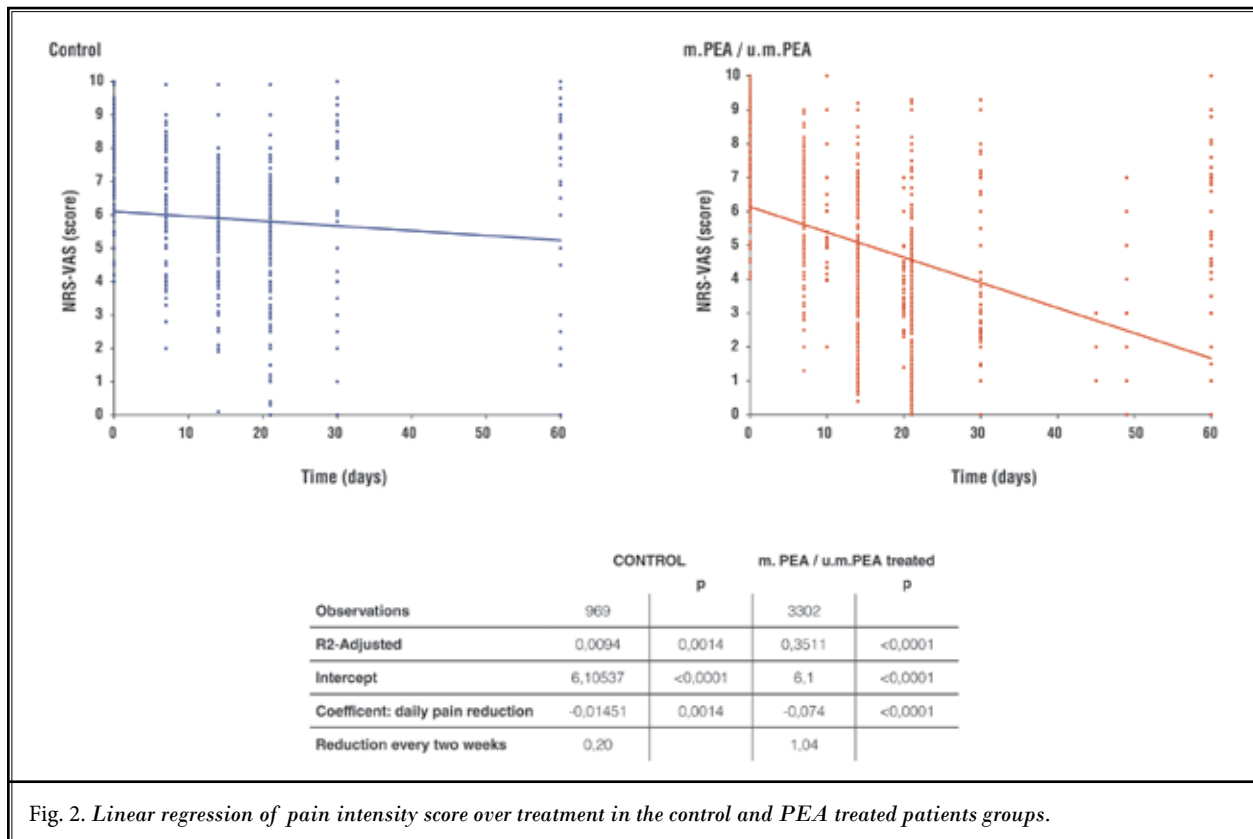 Control
10
9
8
7
6
5
4
3
2
1
0
NRS-VAS (score)
0 10 20 30 40 50 60
Time (days)
m.PEA / u.m.PEA
10
9
8
7
6
5
4
3
2
1
0
NRS-VAS (score)
0 10 20 30 40 50 60
Time (days)
CONTROL m. PEA / u.m.PEA treated
p p
Observations 969 3302
R2-Adjusted 0,0094 0,0014 0,3511 <0,0001
Intercept 6,10537 <0,0001 6,1 <0,0001
Coefficent: daily pain reduction -0,01451 0,0014 -0,074 <0,0001
Reduction every two weeks 0,20 1,04
Fig. 2. Linear regression of pain intensity score over treatment in the control and PEA treated patients groups.